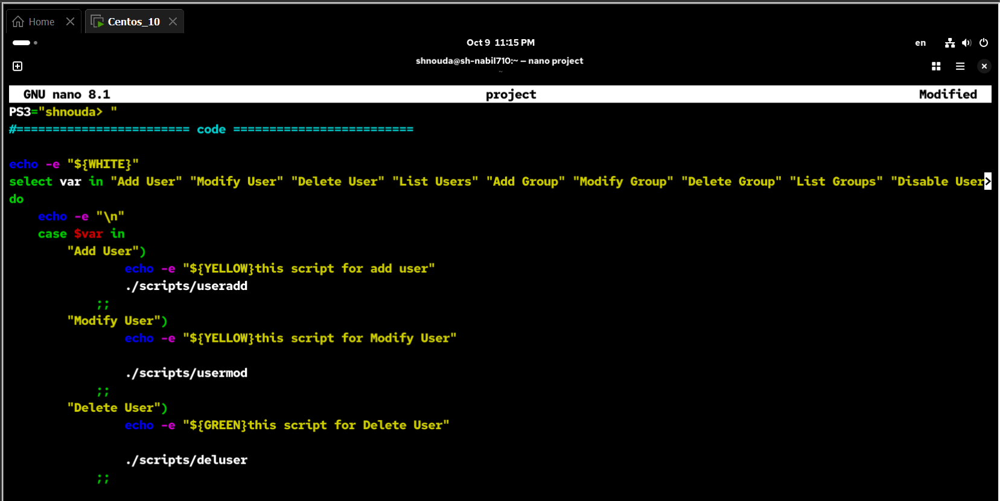 Home
Centos_10
Oct 9 11:15 PM
en
shnouda@sh-nabil710:~ — nano project
~
GNU nano 8.1 project Modified
PS3="shnouda> "
#======================== code =========================
echo -e "${WHITE}"
select var in "Add User" "Modify User" "Delete User" "List Users" "Add Group" "Modify Group" "Delete Group" "List Groups" "Disable User>
do
    echo -e "\n"
    case $var in
        "Add User")
                echo -e "${YELLOW}this script for add user"
                ./scripts/useradd
            ;;
        "Modify User")
                echo -e "${YELLOW}this script for Modify User"
                ./scripts/usermod
            ;;
        "Delete User")
                echo -e "${GREEN}this script for Delete User"
                ./scripts/deluser
            ;;